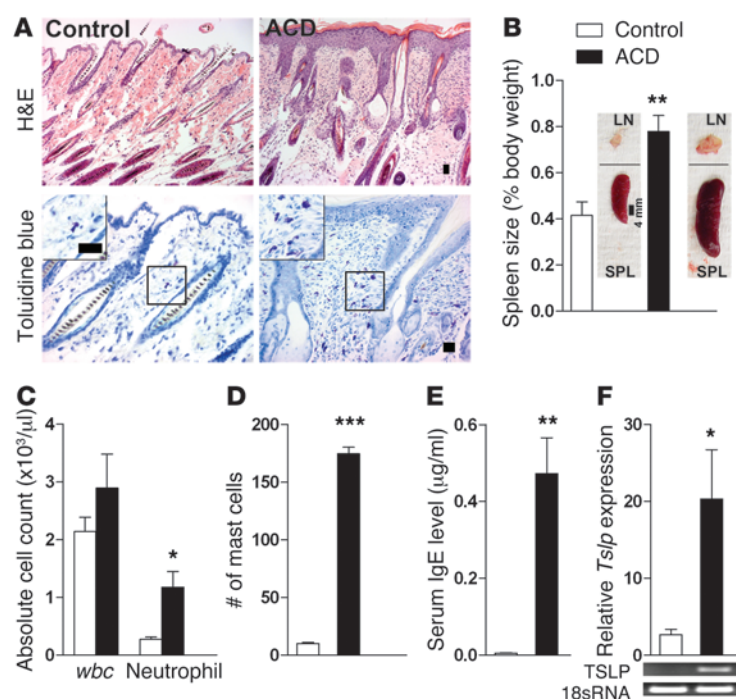 A
Control
ACD
H&E
Toluidine blue
B
Control
ACD
Spleen size (% body weight)
1.0
0.8
0.6
0.4
0.2
0.0
**
LN
SPL
4 mm
LN
SPL
C
Absolute cell count (x10³/µl)
4
3
2
1
0
*
wbc
Neutrophil
D
# of mast cells
200
150
100
50
0
***
E
Serum IgE level (µg/ml)
0.6
0.4
0.2
0.0
**
F
Relative Tslp expression
30
20
10
0
*
TSLP
18sRNA